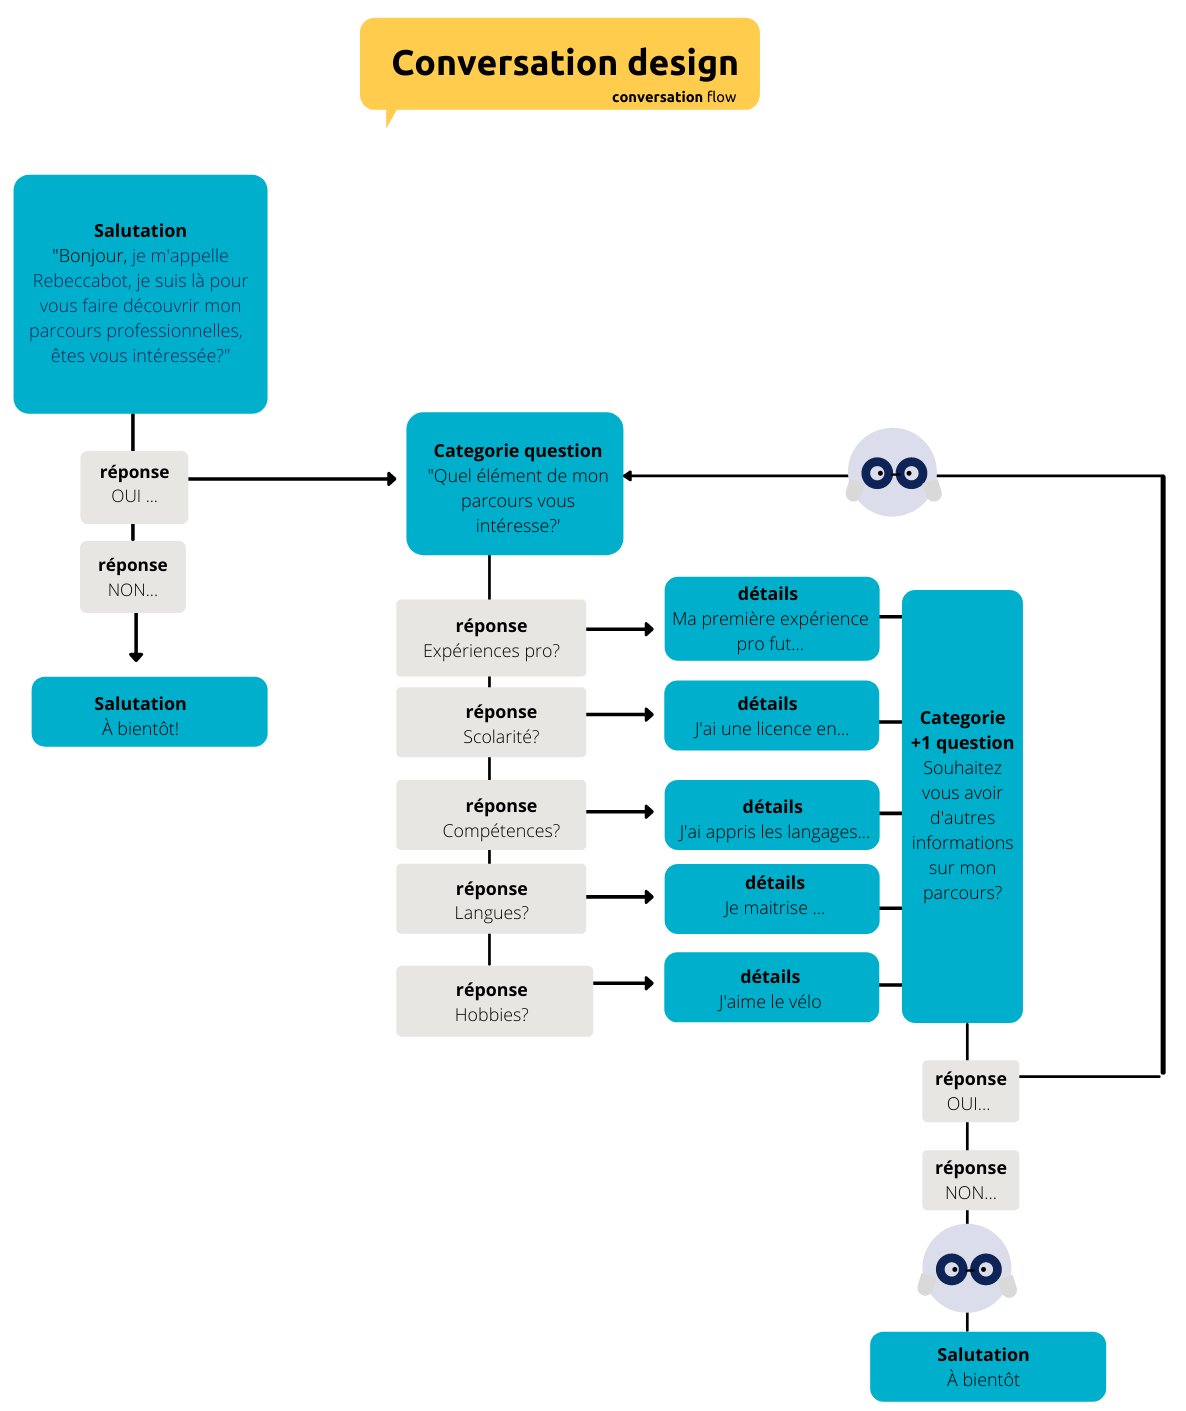 Conversation design
conversation flow
Salutation
"Bonjour, je m'appelle
Rebeccabot, je suis là pour
vous faire découvrir mon
parcours professionnelles,
êtes vous intéressée?"
réponse
OUI ...
réponse
NON...
Salutation
À bientôt!
Categorie question
"Quel élément de mon
parcours vous
intéresse?'
réponse
Expériences pro?
détails
Ma première expérience
pro fut...
réponse
Scolarité?
détails
J'ai une licence en...
réponse
Compétences?
détails
J'ai appris les langages...
réponse
Langues?
détails
Je maitrise ...
réponse
Hobbies?
détails
J'aime le vélo
Categorie
+1 question
Souhaitez
vous avoir
d'autres
informations
sur mon
parcours?
réponse
OUI...
réponse
NON...
Salutation
À bientôt